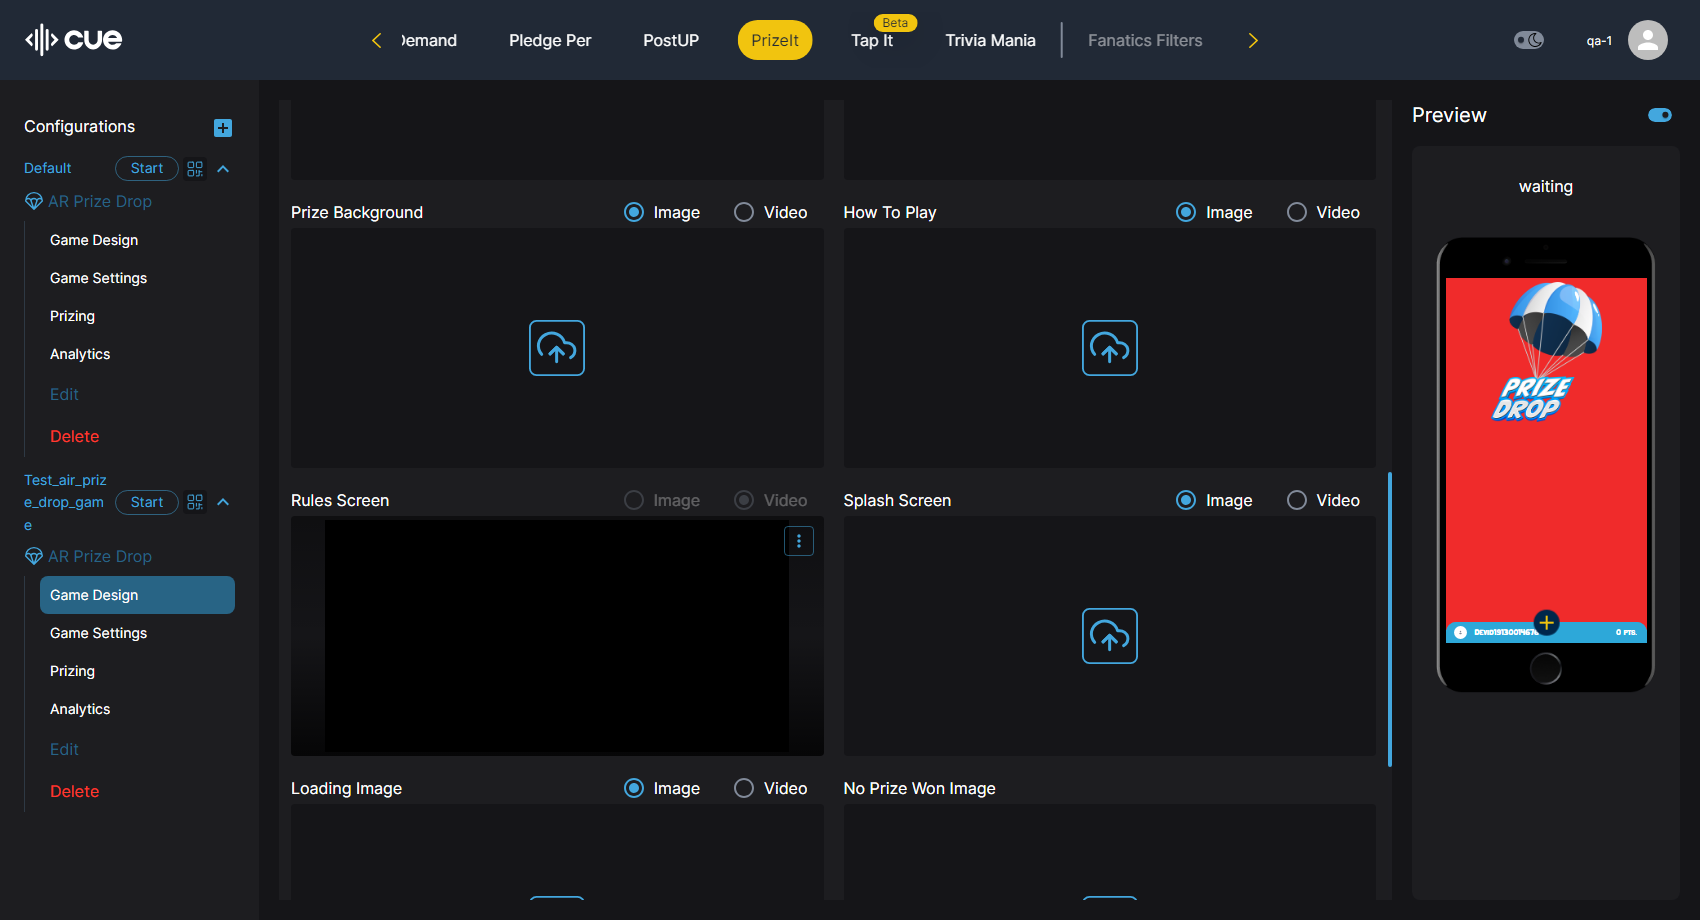 cue
Demand
Pledge Per
PostUP
PrizeIt
Beta
Tap It
Trivia Mania
Fanatics Filters
qa-1
Configurations
Default
Start
AR Prize Drop
Game Design
Game Settings
Prizing
Analytics
Edit
Delete
Test_air_priz
e_drop_gam
e
Start
AR Prize Drop
Game Design
Game Settings
Prizing
Analytics
Edit
Delete
Prize Background
Image
Video
How To Play
Image
Video
Rules Screen
Image
Video
Splash Screen
Image
Video
Loading Image
Image
Video
No Prize Won Image
Preview
waiting
PRIZE
DROP
0 PTS.